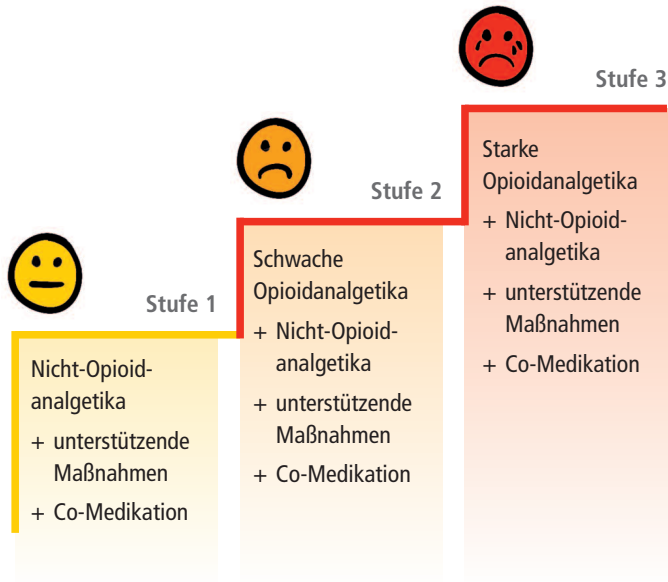 Stufe 1
Nicht-Opioid-
analgetika
+ unterstützende
Maßnahmen
+ Co-Medikation
Stufe 2
Schwache
Opioidanalgetika
+ Nicht-Opioid-
analgetika
+ unterstützende
Maßnahmen
+ Co-Medikation
Stufe 3
Starke
Opioidanalgetika
+ Nicht-Opioid-
analgetika
+ unterstützende
Maßnahmen
+ Co-Medikation